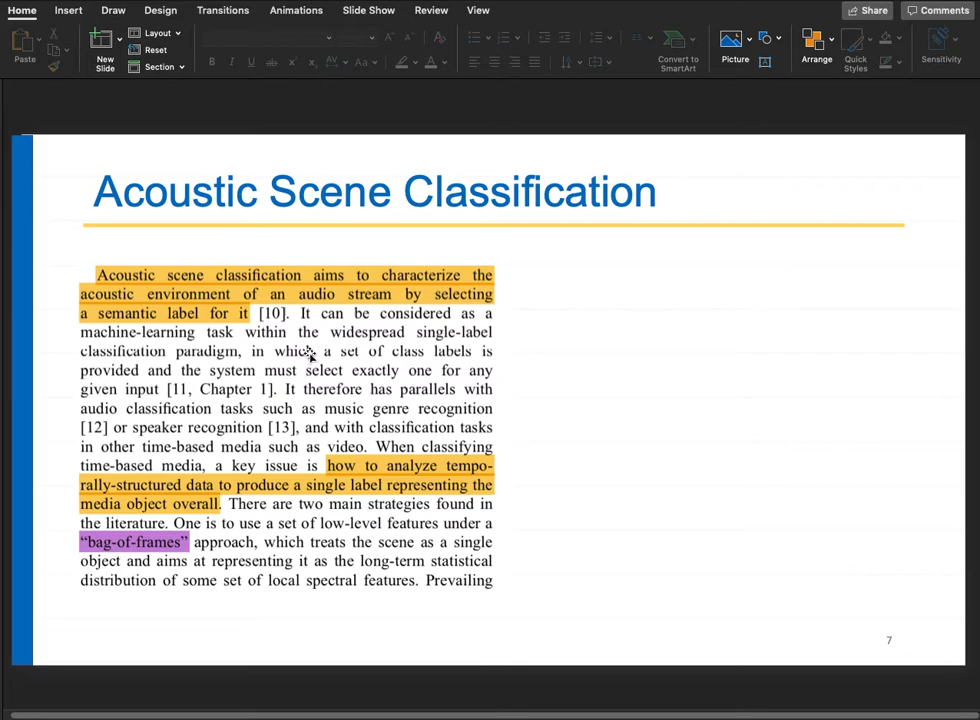 Home Insert Draw Design Transitions Animations Slide Show Review View Share Comments
Paste New Slide Layout Reset Section Convert to SmartArt Picture Arrange Quick Styles Sensitivity
Acoustic Scene Classification
Acoustic scene classification aims to characterize the
acoustic environment of an audio stream by selecting
a semantic label for it [10]. It can be considered as a
machine-learning task within the widespread single-label
classification paradigm, in which a set of class labels is
provided and the system must select exactly one for any
given input [11, Chapter 1]. It therefore has parallels with
audio classification tasks such as music genre recognition
[12] or speaker recognition [13], and with classification tasks
in other time-based media such as video. When classifying
time-based media, a key issue is how to analyze tempo-
rally-structured data to produce a single label representing the
media object overall. There are two main strategies found in
the literature. One is to use a set of low-level features under a
“bag-of-frames” approach, which treats the scene as a single
object and aims at representing it as the long-term statistical
distribution of some set of local spectral features. Prevailing
7